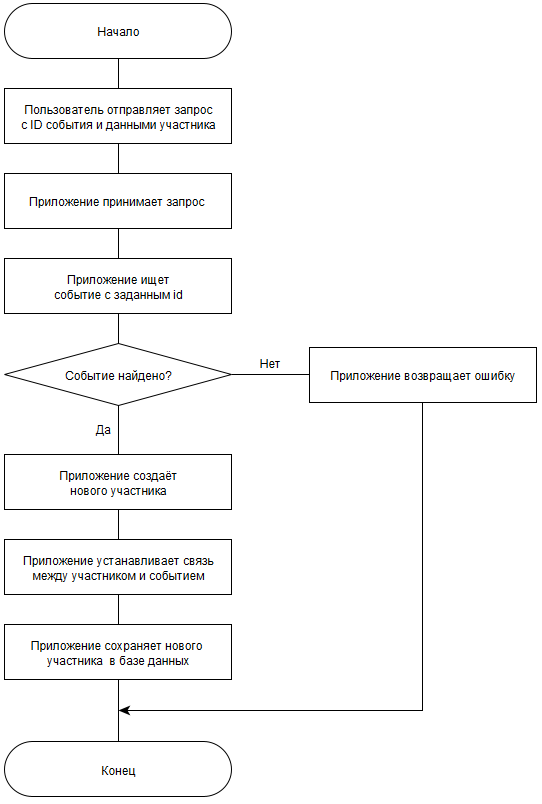 Начало
Пользователь отправляет запрос
с ID события и данными участника
Приложение принимает запрос
Приложение ищет
событие с заданным id
Событие найдено?
Нет
Приложение возвращает ошибку
Да
Приложение создаёт
нового участника
Приложение устанавливает связь
между участником и событием
Приложение сохраняет нового
участника в базе данных
Конец